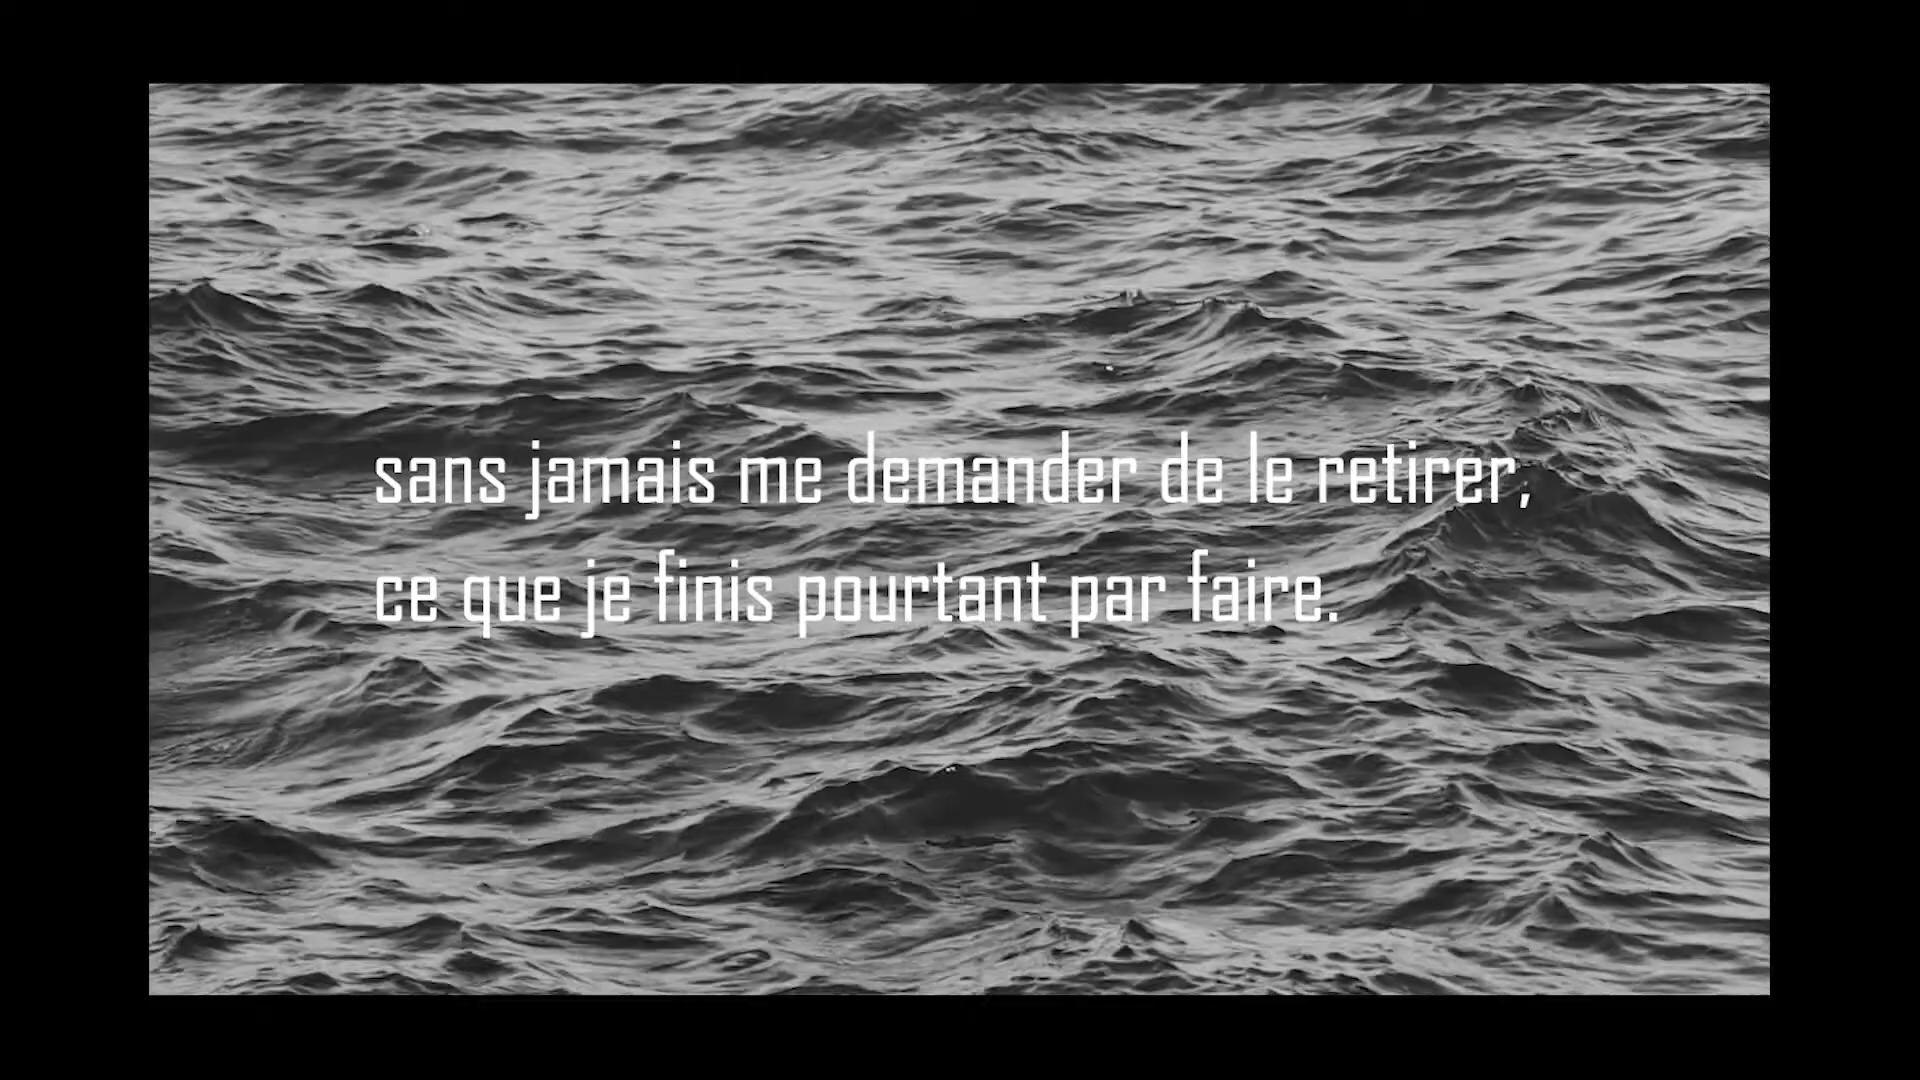 sans jamais me demander de le retirer,
ce que je finis pourtant par faire.